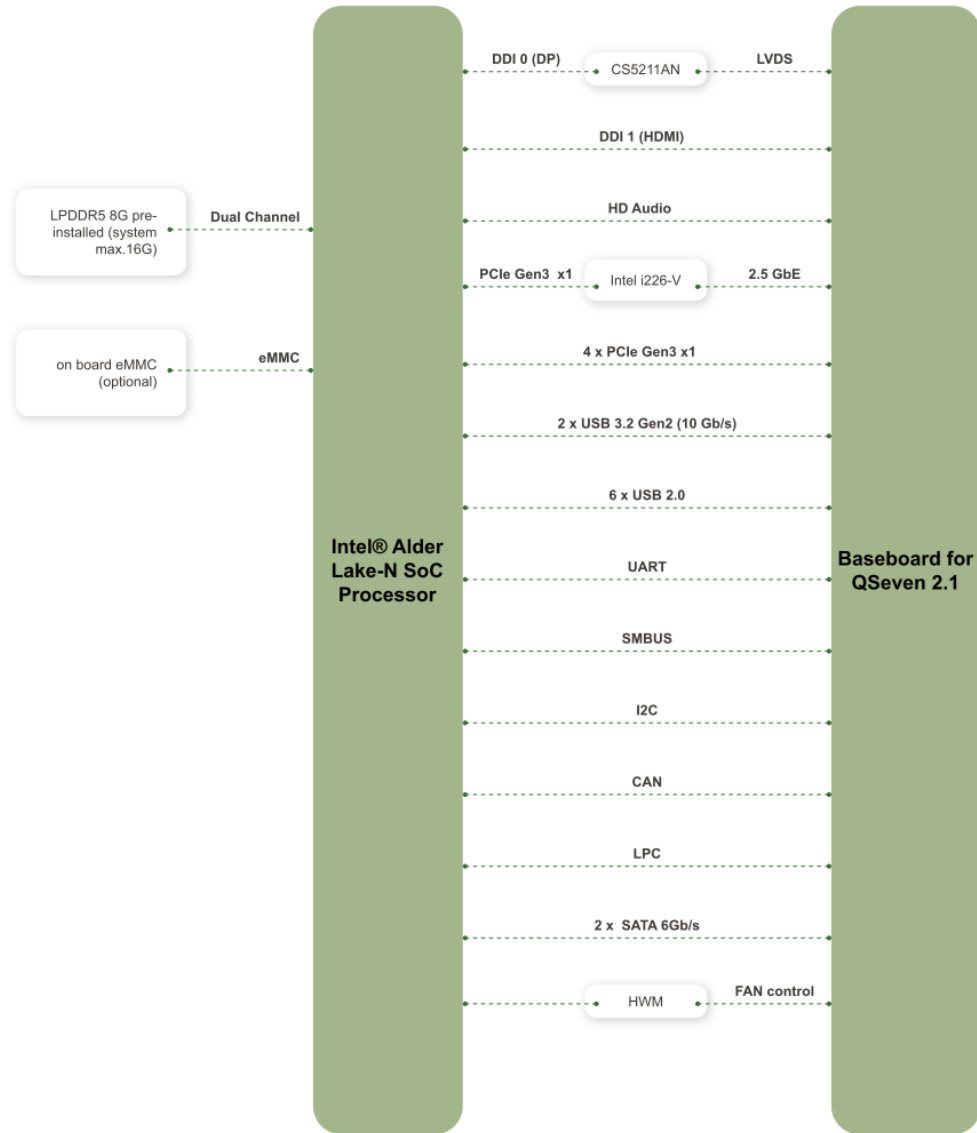 DDI 0 (DP)
CS5211AN
LVDS
DDI 1 (HDMI)
LPDDR5 8G pre-
installed (system
max.16G)
Dual Channel
HD Audio
PCIe Gen3 x1
Intel i226-V
2.5 GbE
on board eMMC
(optional)
eMMC
4 x PCIe Gen3 x1
2 x USB 3.2 Gen2 (10 Gb/s)
6 x USB 2.0
Intel® Alder
Lake-N SoC
Processor
UART
Baseboard for
QSeven 2.1
SMBUS
I2C
CAN
LPC
2 x SATA 6Gb/s
HWM
FAN control